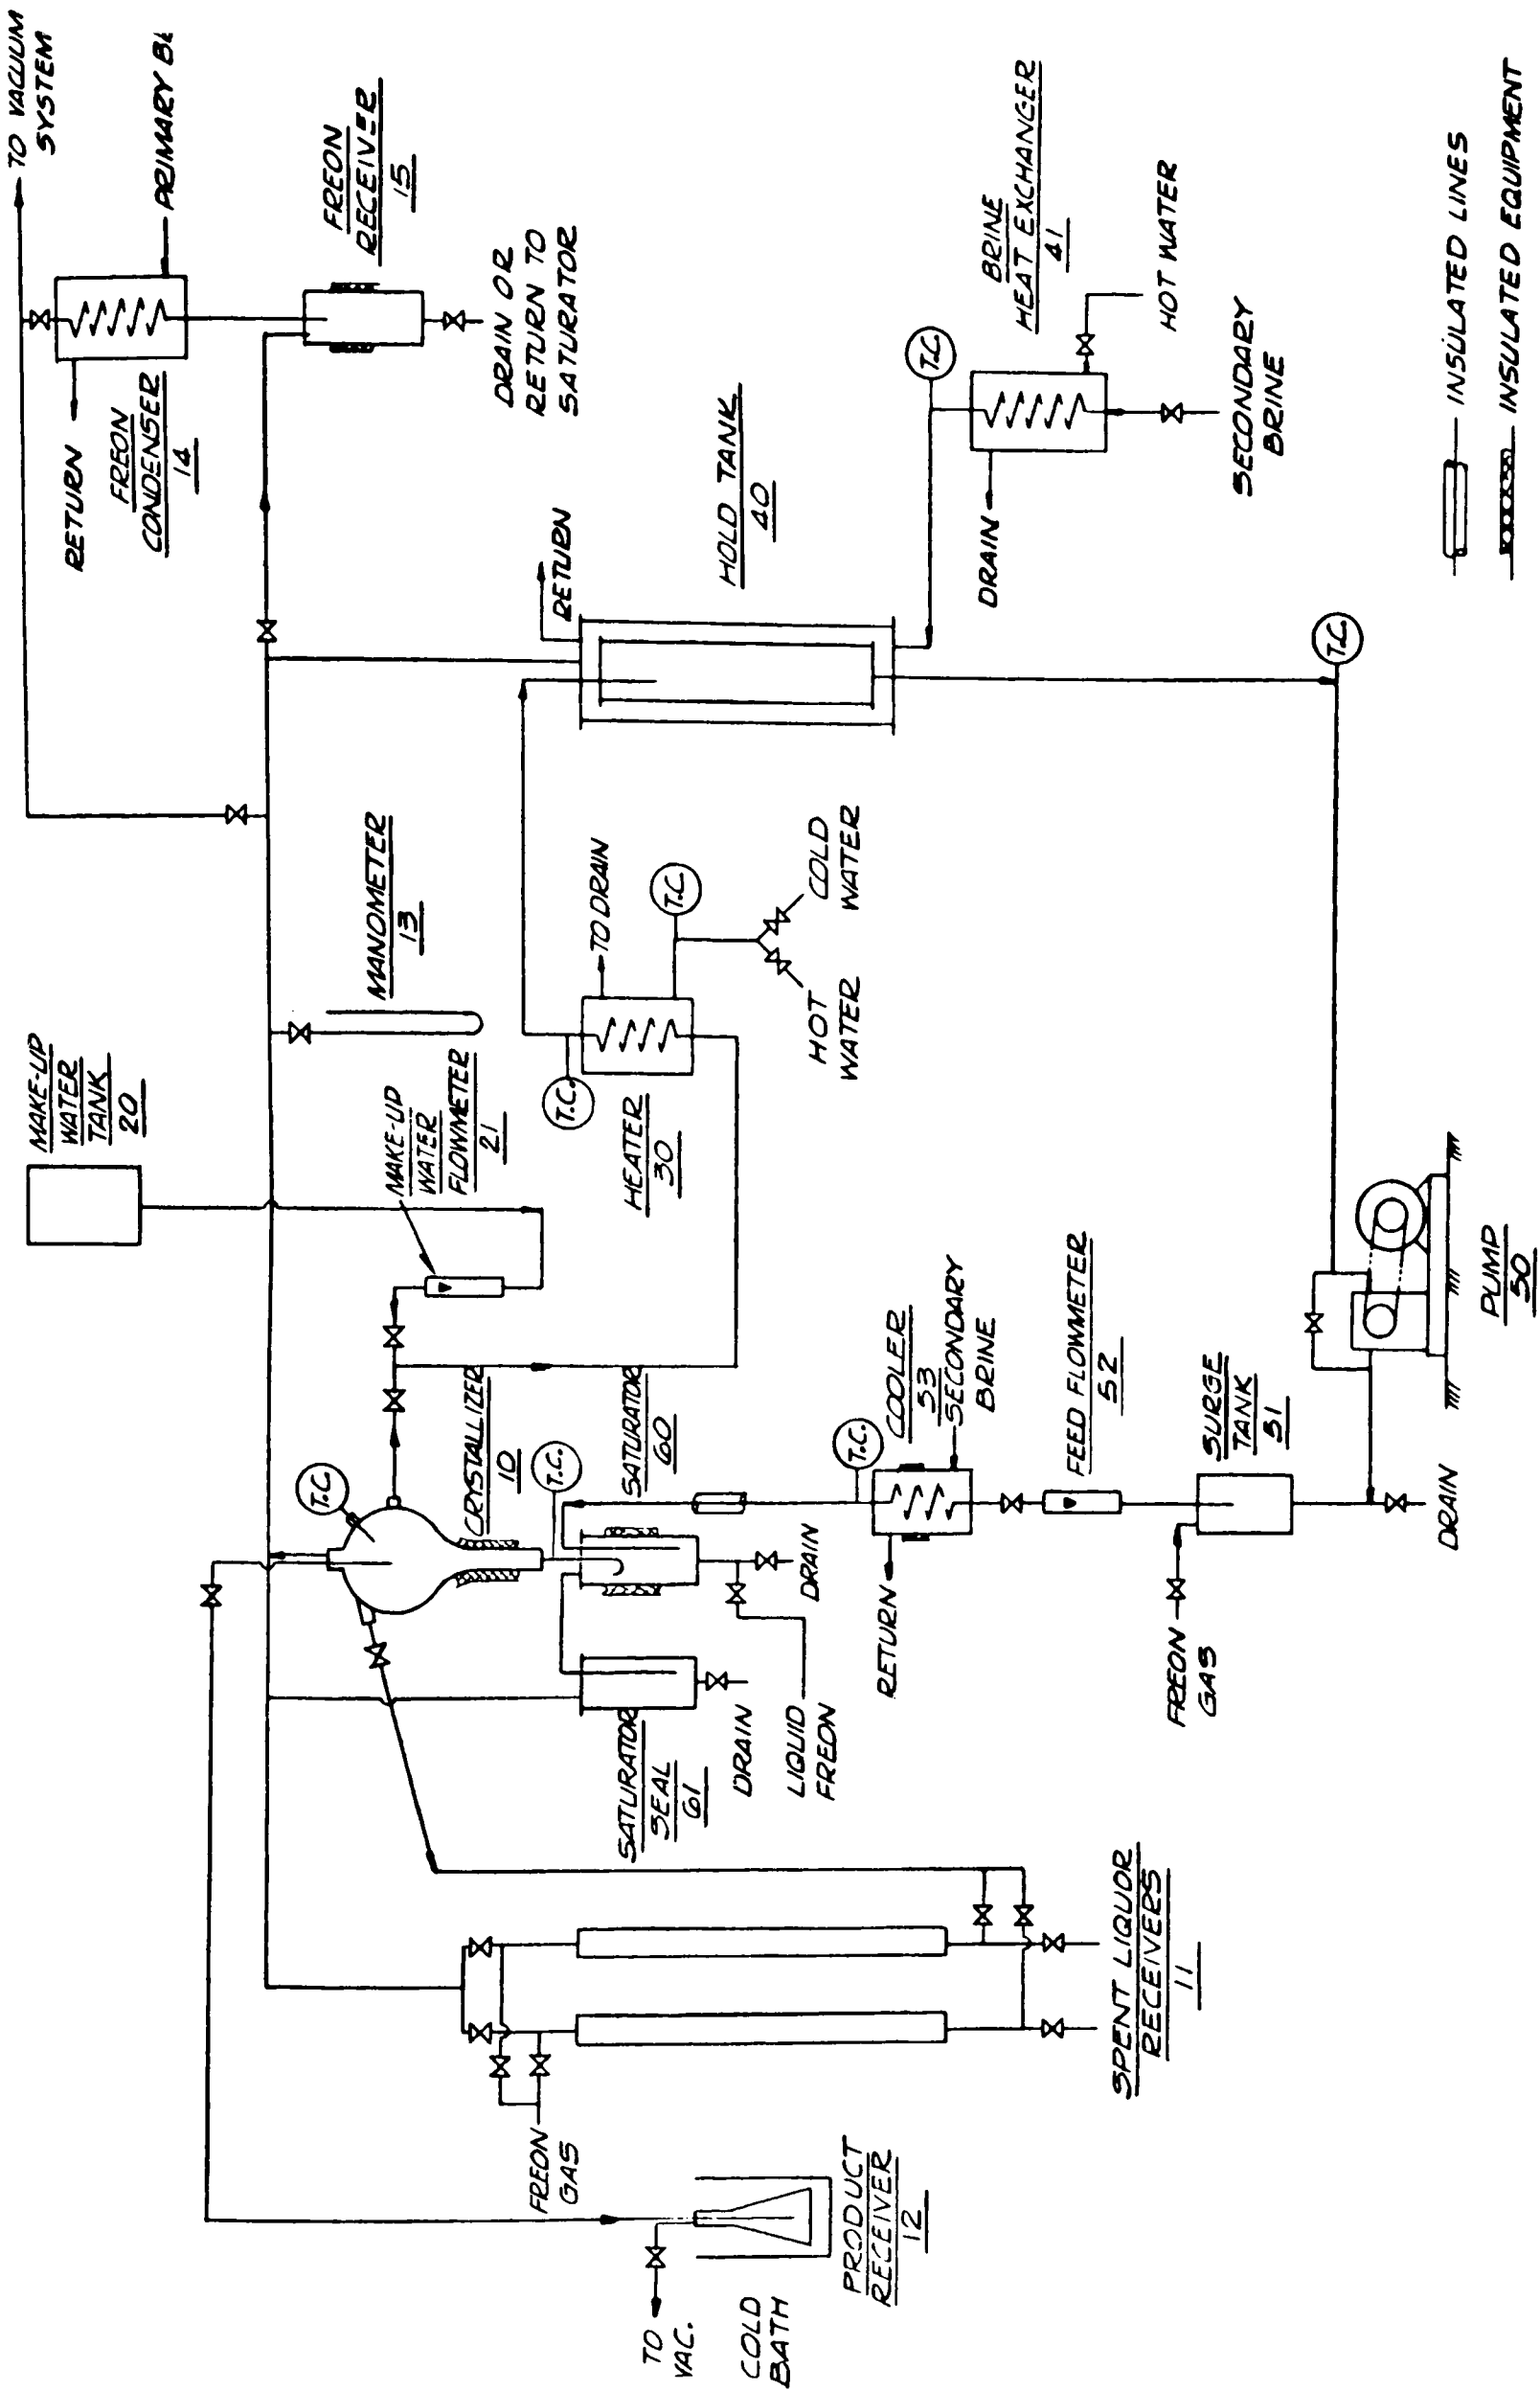 TO VACUUM
SYSTEM
MAKE-UP
WATER
TANK
20
RETURN
FREON
CONDENSER
14
PRIMARY
T.C.
MANOMETER
13
FREON
RECEIVER
15
MAKE-UP
WATER
FLOWMETER
21
CRYSTALLIZER
10
T.C.
FREON
GAS
T.C.
TO DRAIN
RETURN
DRAIN OR
RETURN TO
SATURATOR
SATURATOR
60
HEATER
30
T.C.
SATURATOR
SEAL
61
TO
VAC.
COLD
BATH
DRAIN
LIQUID
FREON
DRAIN
HOT
WATER
COLD
WATER
HOLD TANK
40
PRODUCT
RECEIVER
12
T.C.
COOLER
53
SECONDARY
BRINE
RETURN
T.C.
DRAIN
BRINE
HEAT EXCHANGER
41
HOT WATER
FEED FLOWMETER
52
SPENT LIQUOR
RECEIVERS
11
FREON
GAS
SURGE
TANK
51
SECONDARY
BRINE
T.C.
DRAIN
PUMP
50
INSULATED LINES
INSULATED EQUIPMENT